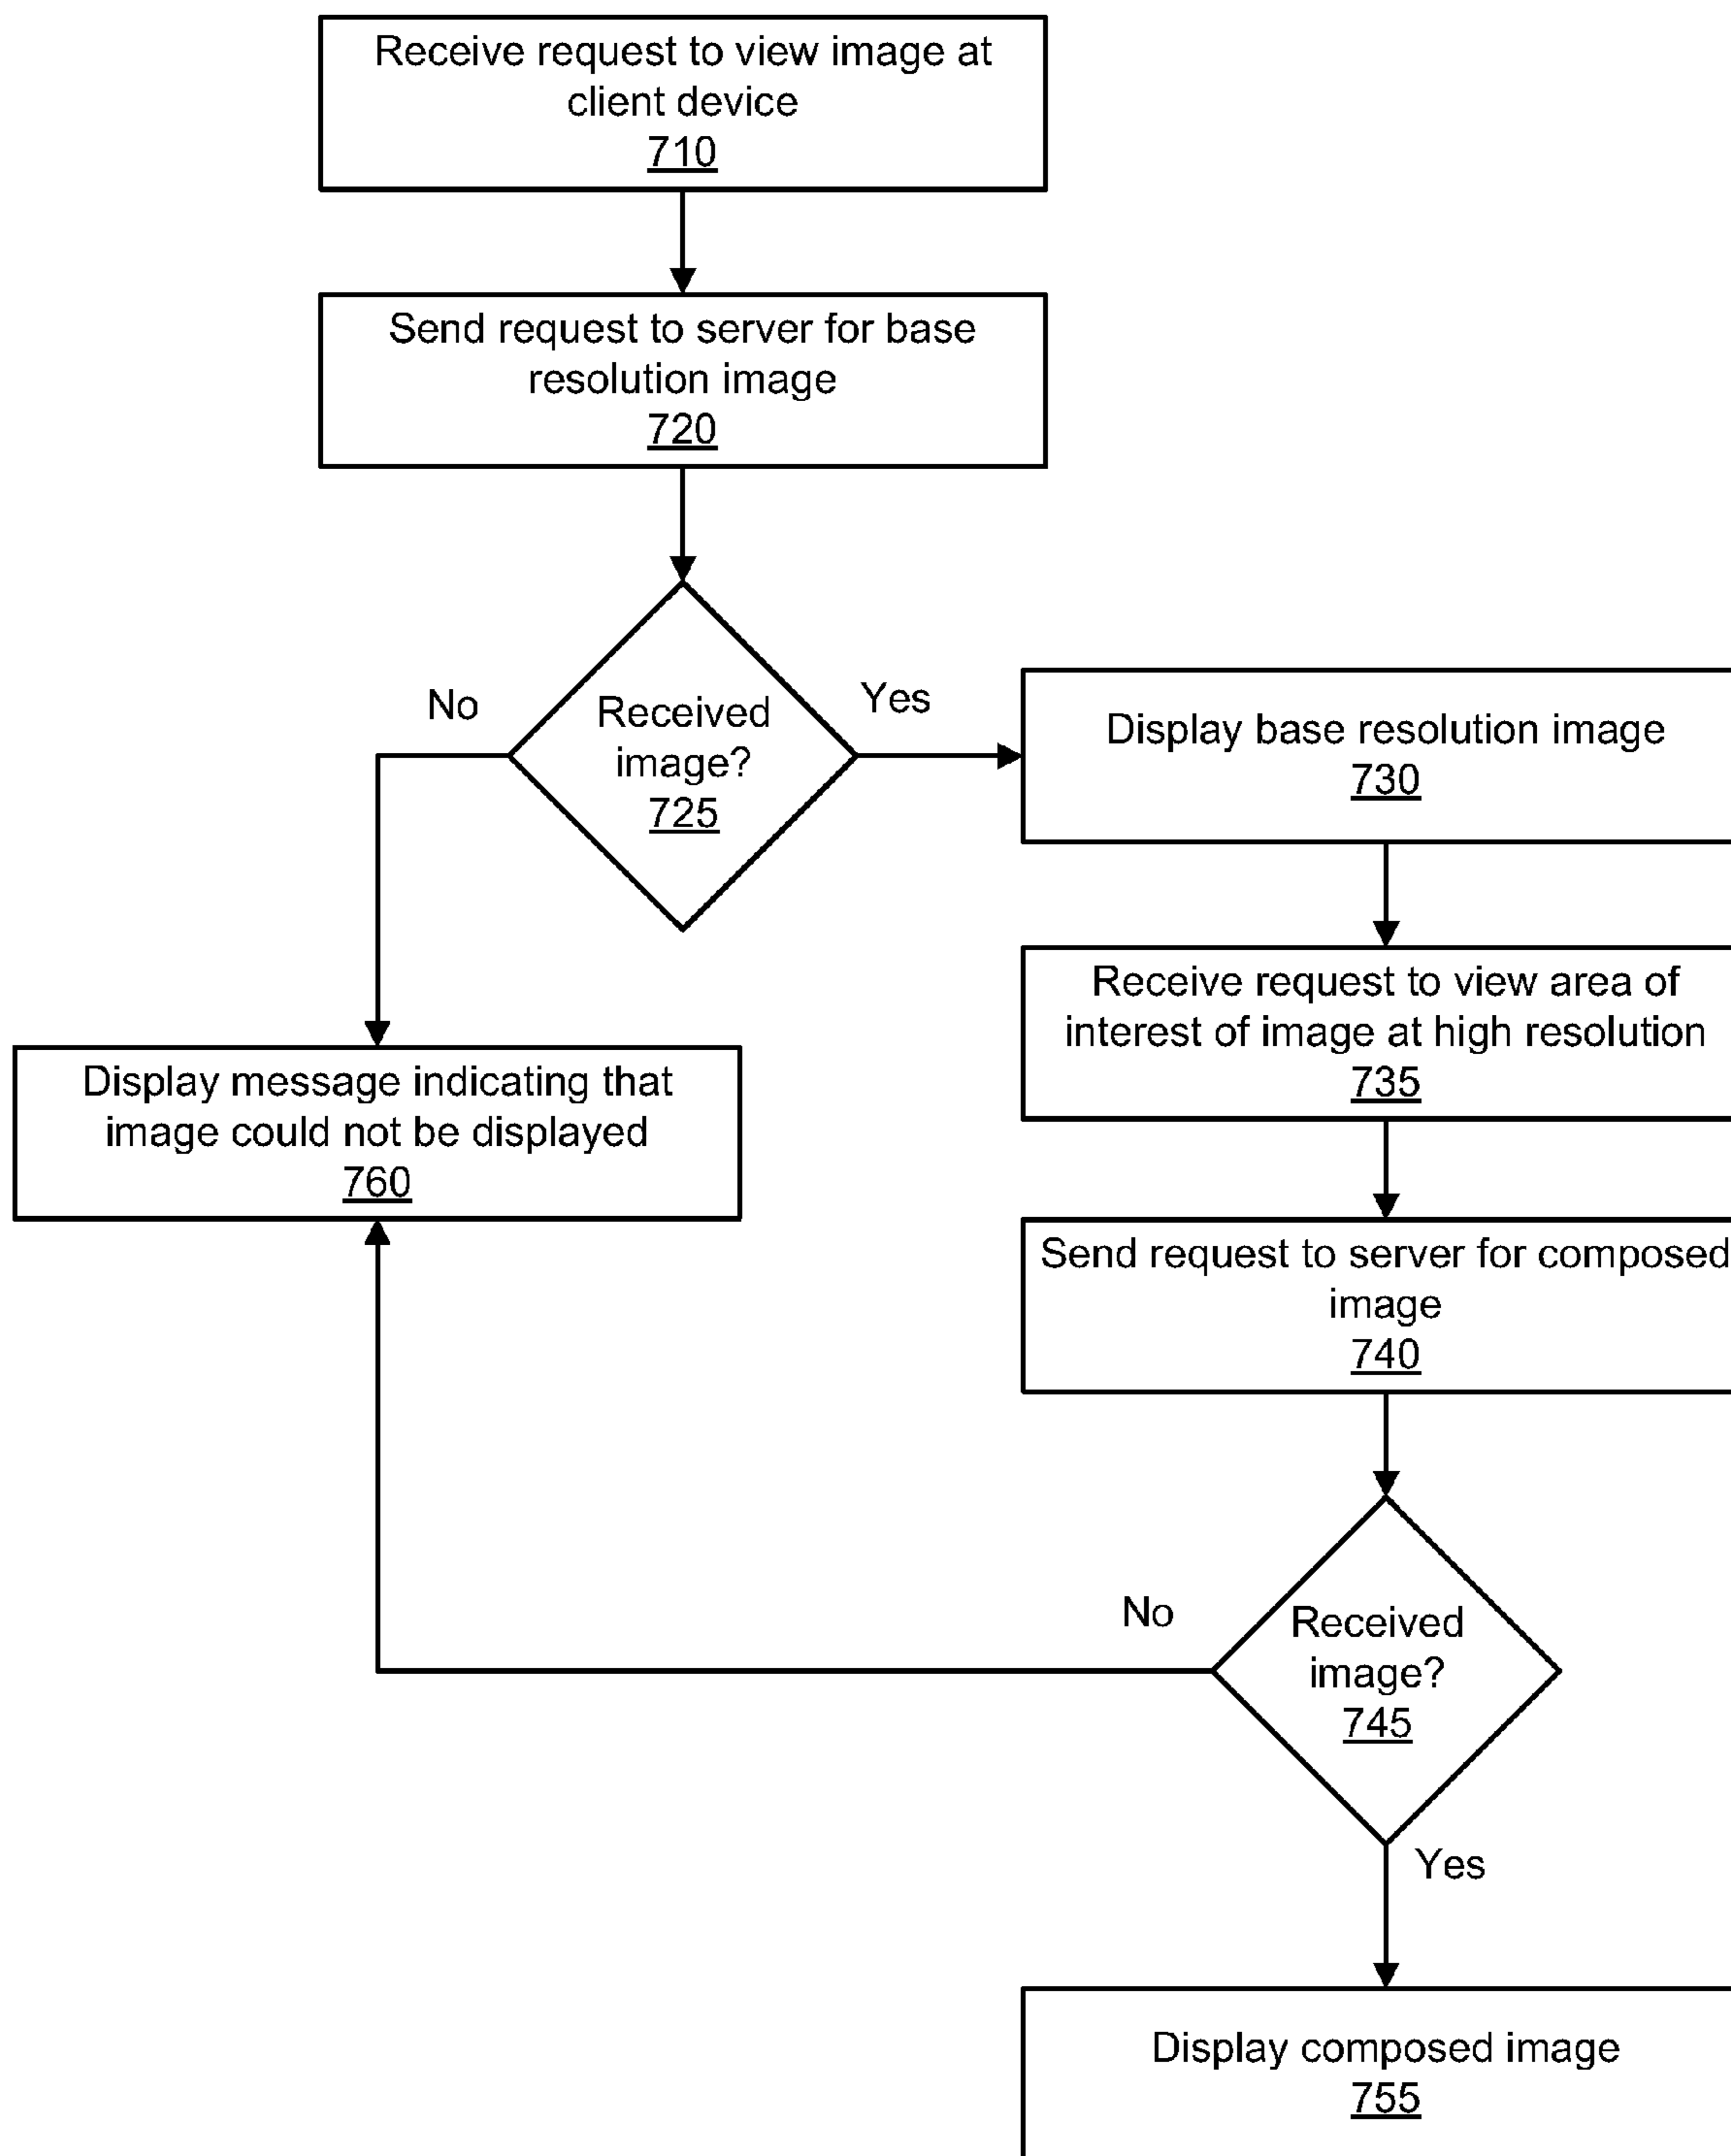 Receive request to view image at
client device
710
Send request to server for base
resolution image
720
No
Received
image?
725
Yes
Display base resolution image
730
Receive request to view area of
interest of image at high resolution
735
Display message indicating that
image could not be displayed
760
Send request to server for composed
image
740
No
Received
image?
745
Yes
Display composed image
755